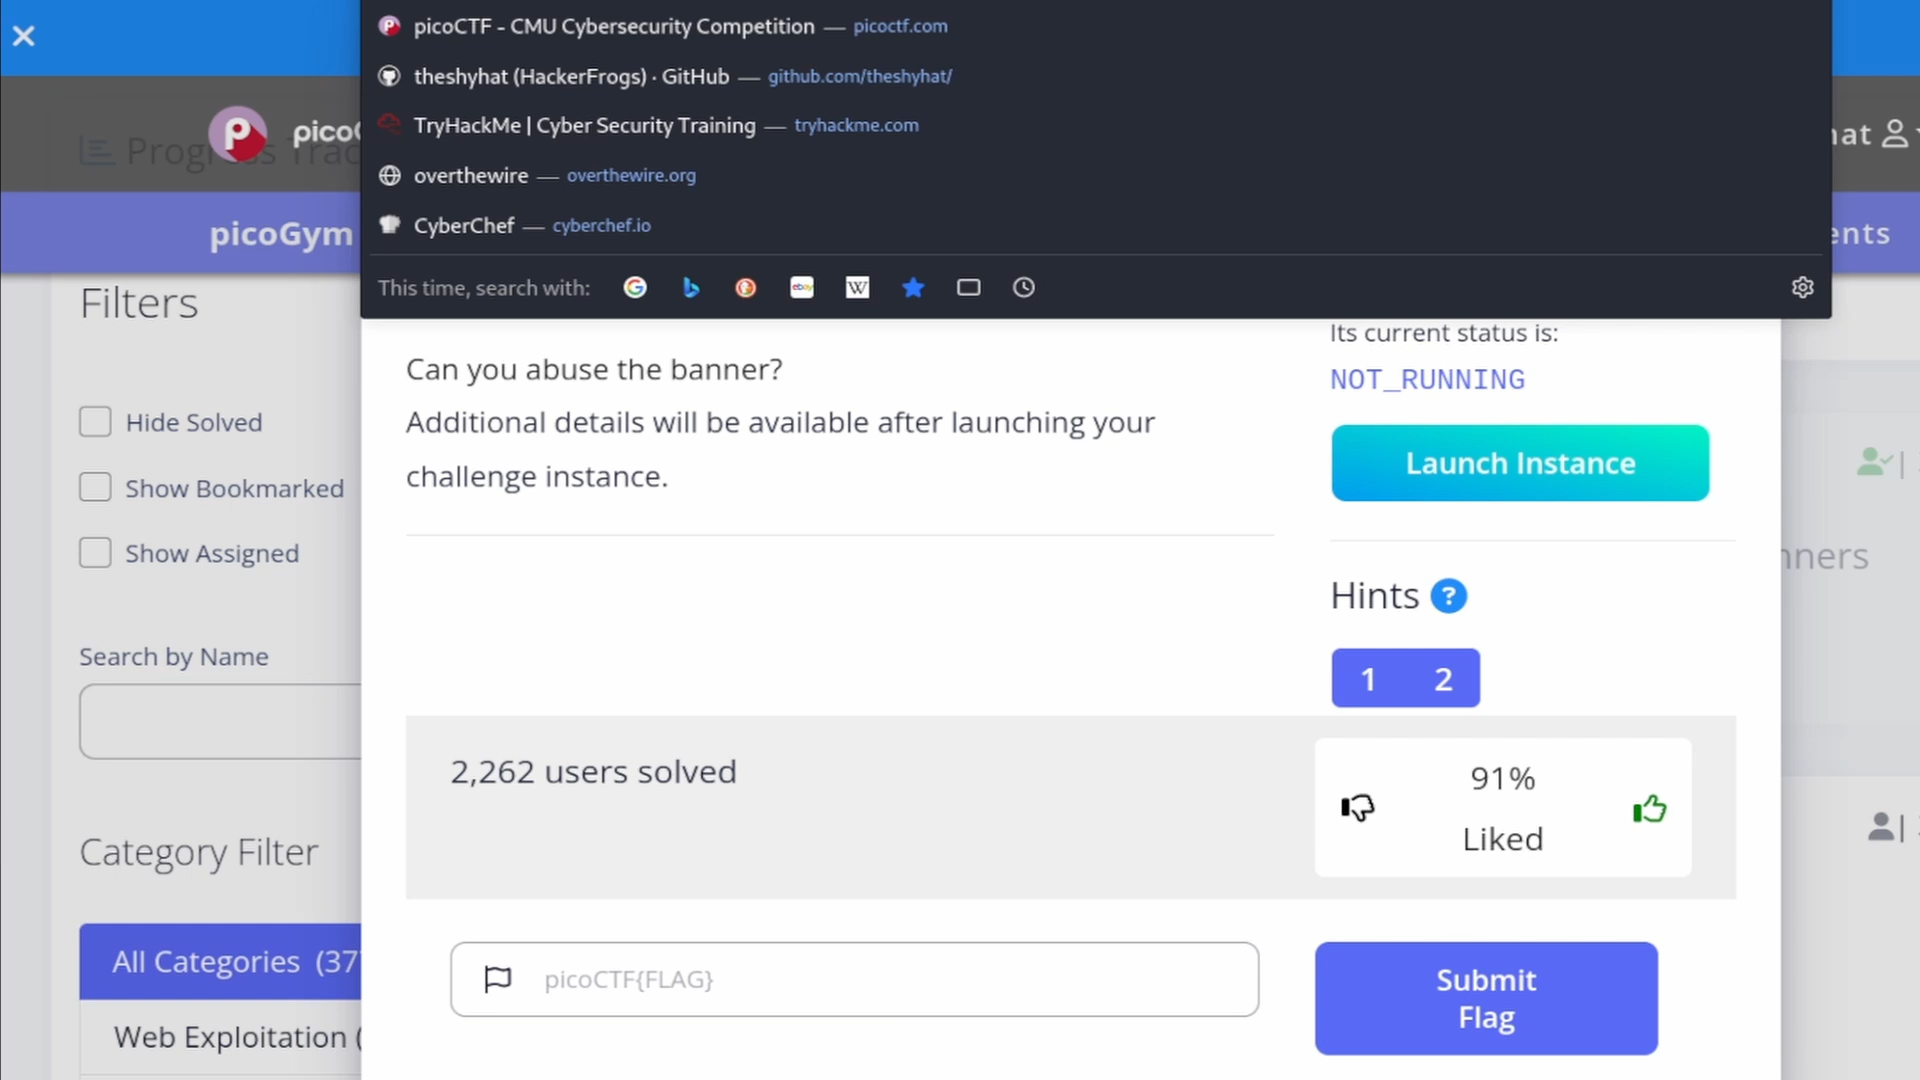 picoCTF - CMU Cybersecurity Competition — picoctf.com
theshyhat (HackerFrogs) · GitHub — github.com/theshyhat/
TryHackMe | Cyber Security Training — tryhackme.com
overthewire — overthewire.org
CyberChef — cyberchef.io
This time, search with:
pico
Progress Trac
hat
picoGym
ents
Filters
Hide Solved
Show Bookmarked
Show Assigned
Search by Name
Category Filter
All Categories (37
Web Exploitation (
Can you abuse the banner?
Additional details will be available after launching your
challenge instance.
Its current status is:
NOT_RUNNING
Launch Instance
Hints ?
1 2
2,262 users solved
91%
Liked
picoCTF{FLAG}
Submit
Flag
nners